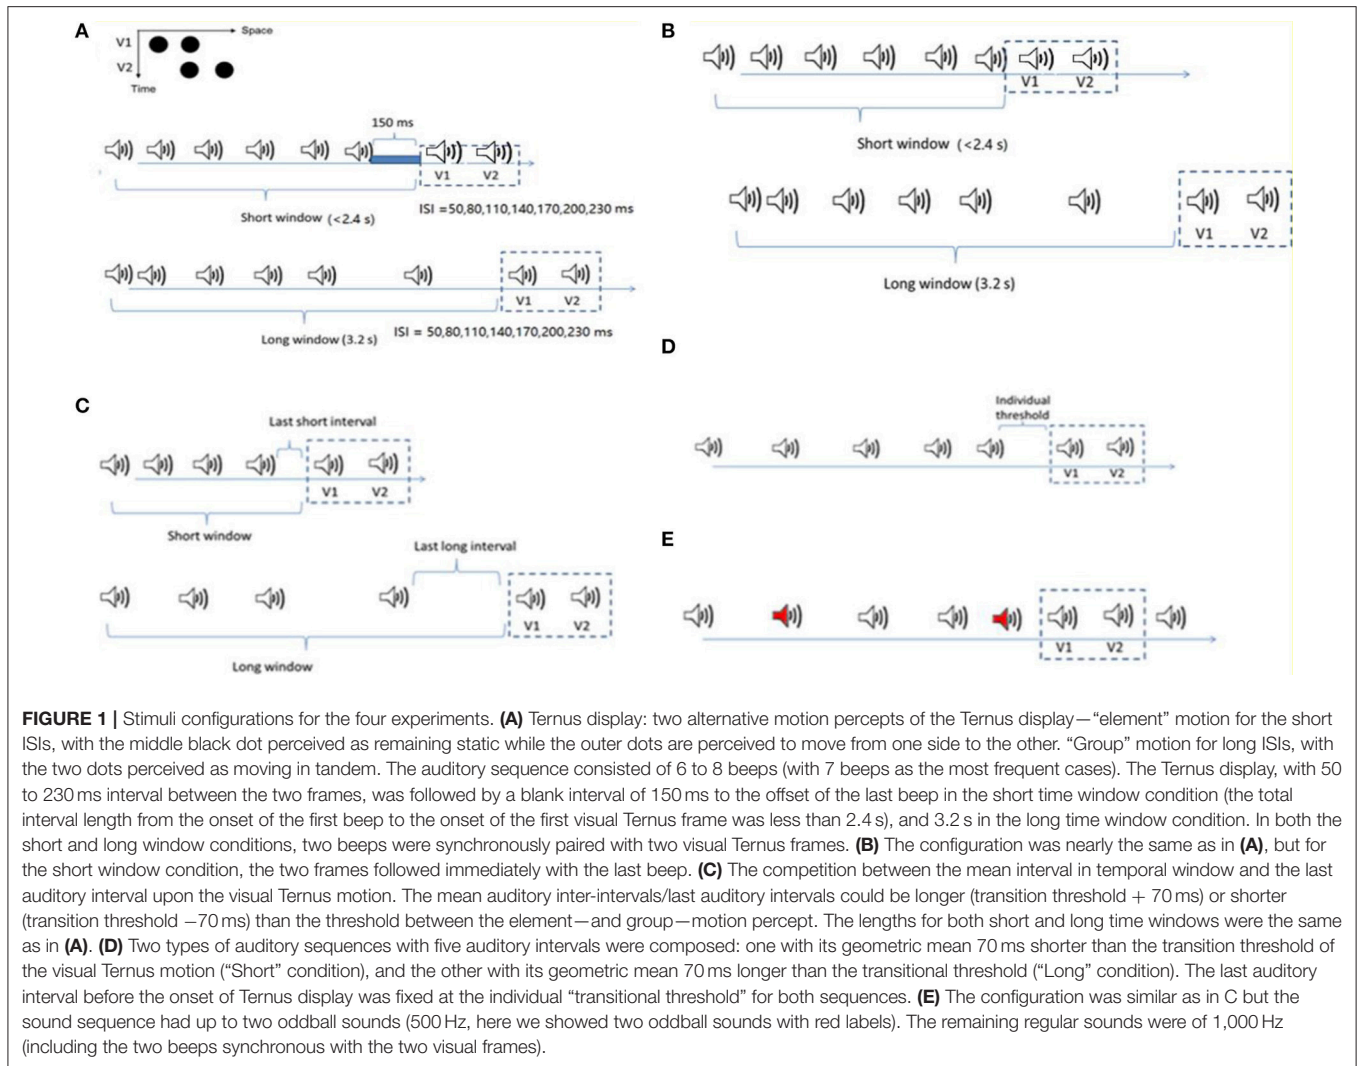 A
Space
V1
V2
Time
150 ms
V1 V2
Short window (<2.4 s)
ISI =50,80,110,140,170,200,230 ms
V1 V2
Long window (3.2 s)
ISI = 50,80,110,140,170,200,230 ms
B
V1 V2
Short window (<2.4 s)
V1 V2
Long window (3.2 s)
C
Last short interval
V1 V2
Short window
Last long interval
V1 V2
Long window
D
Individual
threshold
V1 V2
E
V1 V2
FIGURE 1 | Stimuli configurations for the four experiments. (A) Ternus display: two alternative motion percepts of the Ternus display—“element” motion for the short
ISIs, with the middle black dot perceived as remaining static while the outer dots are perceived to move from one side to the other. “Group” motion for long ISIs, with
the two dots perceived as moving in tandem. The auditory sequence consisted of 6 to 8 beeps (with 7 beeps as the most frequent cases). The Ternus display, with 50
to 230 ms interval between the two frames, was followed by a blank interval of 150 ms to the offset of the last beep in the short time window condition (the total
interval length from the onset of the first beep to the onset of the first visual Ternus frame was less than 2.4 s), and 3.2 s in the long time window condition. In both the
short and long window conditions, two beeps were synchronously paired with two visual Ternus frames. (B) The configuration was nearly the same as in (A), but for
the short window condition, the two frames followed immediately with the last beep. (C) The competition between the mean interval in temporal window and the last
auditory interval upon the visual Ternus motion. The mean auditory inter-intervals/last auditory intervals could be longer (transition threshold + 70 ms) or shorter
(transition threshold −70 ms) than the threshold between the element—and group—motion percept. The lengths for both short and long time windows were the same
as in (A). (D) Two types of auditory sequences with five auditory intervals were composed: one with its geometric mean 70 ms shorter than the transition threshold of
the visual Ternus motion (“Short” condition), and the other with its geometric mean 70 ms longer than the transitional threshold (“Long” condition). The last auditory
interval before the onset of Ternus display was fixed at the individual “transitional threshold” for both sequences. (E) The configuration was similar as in C but the
sound sequence had up to two oddball sounds (500 Hz, here we showed two oddball sounds with red labels). The remaining regular sounds were of 1,000 Hz
(including the two beeps synchronous with the two visual frames).